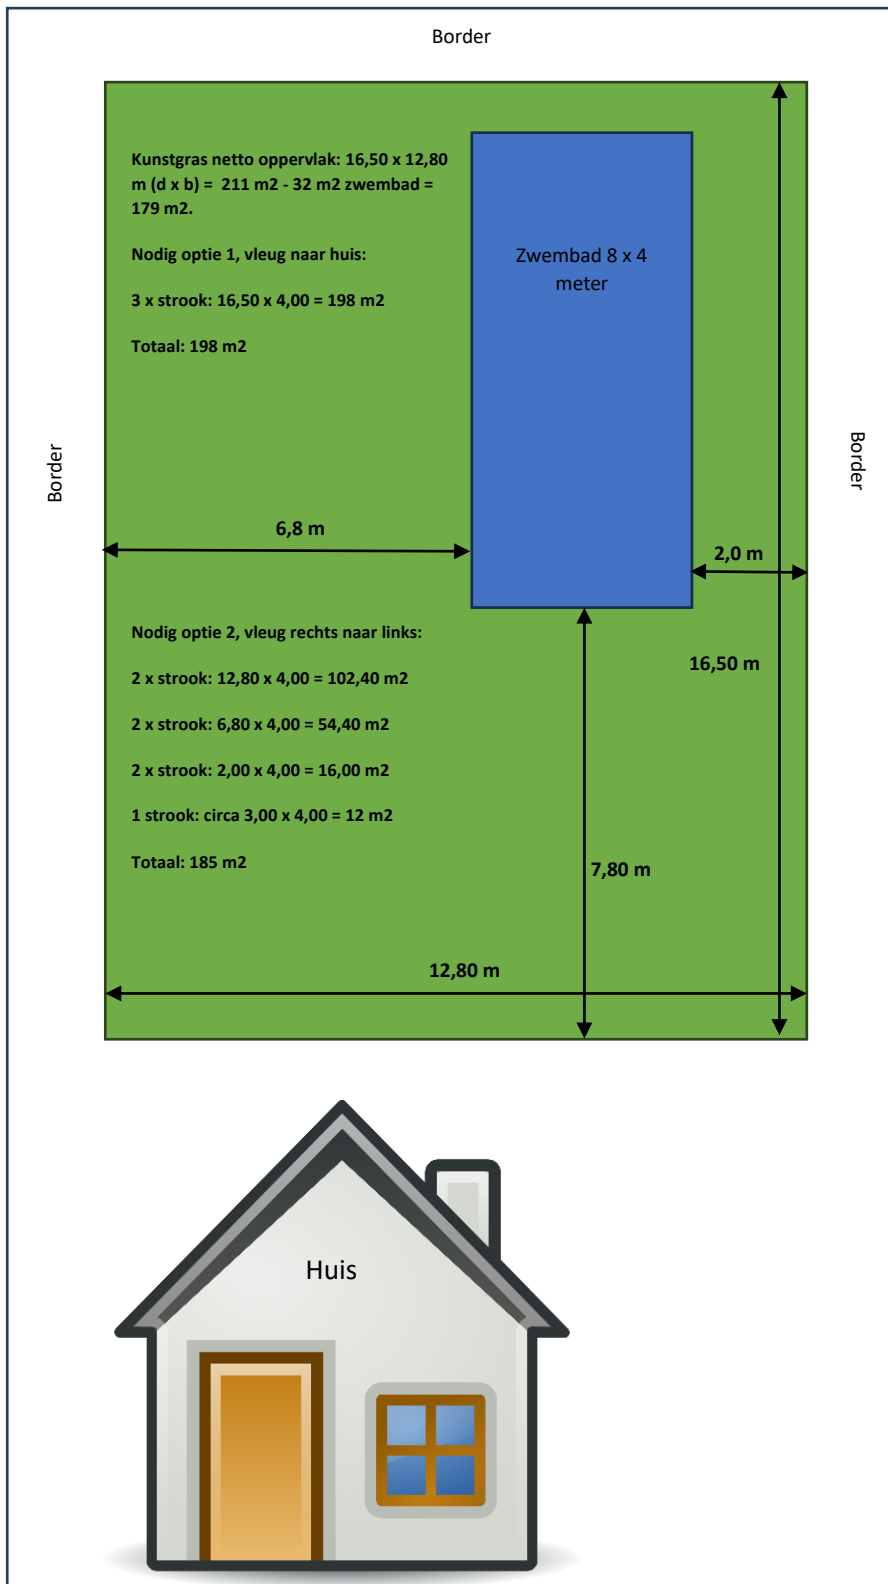 Border
Kunstgras netto oppervlak: 16,50 x 12,80
m (d x b) =  211 m2 - 32 m2 zwembad =
179 m2.
Nodig optie 1, vleug naar huis:
3 x strook: 16,50 x 4,00 = 198 m2
Totaal: 198 m2
Zwembad 8 x 4
meter
Border
Border
6,8 m
2,0 m
Nodig optie 2, vleug rechts naar links:
2 x strook: 12,80 x 4,00 = 102,40 m2
2 x strook: 6,80 x 4,00 = 54,40 m2
2 x strook: 2,00 x 4,00 = 16,00 m2
1 strook: circa 3,00 x 4,00 = 12 m2
Totaal: 185 m2
16,50 m
7,80 m
12,80 m
Huis